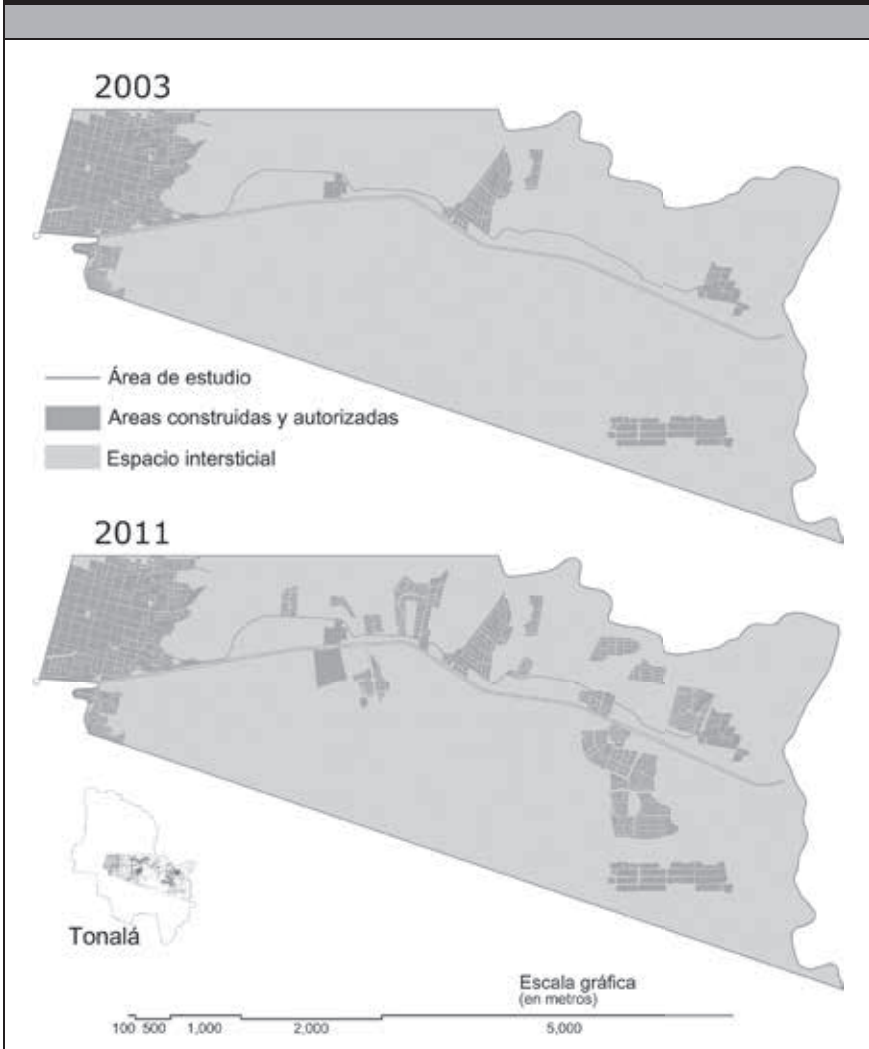 2003
Área de estudio
Areas construidas y autorizadas
Espacio intersticial
2011
Tonalá
Escala gráfica
(en metros)
100 500 1,000 2,000 5,000